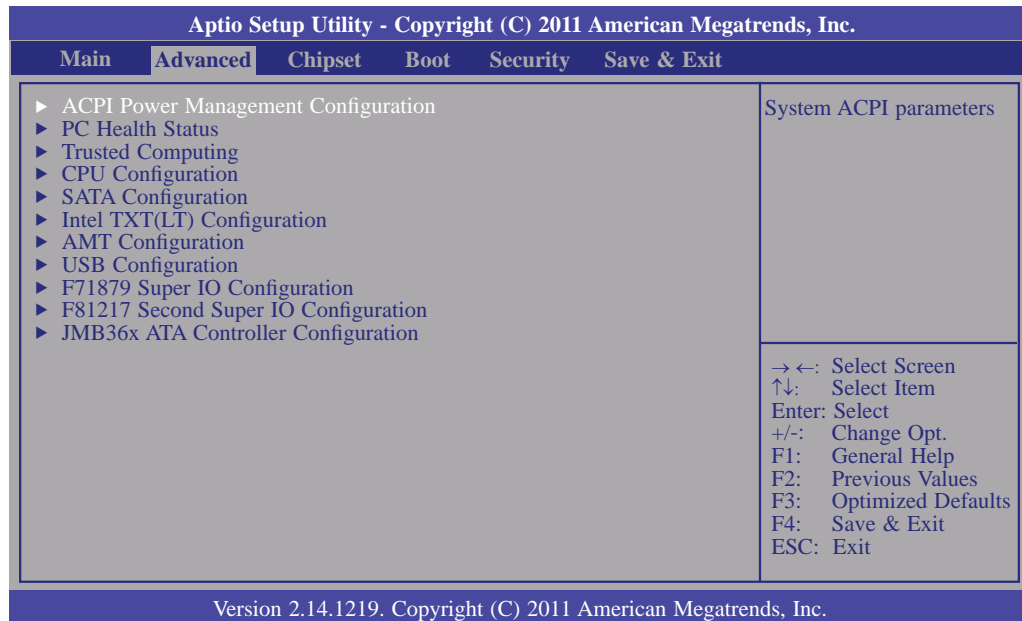 Aptio Setup Utility - Copyright (C) 2011 American Megatrends, Inc.
Main Advanced Chipset Boot Security Save & Exit
► ACPI Power Management Configuration
► PC Health Status
► Trusted Computing
► CPU Configuration
► SATA Configuration
► Intel TXT(LT) Configuration
► AMT Configuration
► USB Configuration
► F71879 Super IO Configuration
► F81217 Second Super IO Configuration
► JMB36x ATA Controller Configuration
System ACPI parameters
→ ←: Select Screen
↑↓: Select Item
Enter: Select
+/-: Change Opt.
F1: General Help
F2: Previous Values
F3: Optimized Defaults
F4: Save & Exit
ESC: Exit
Version 2.14.1219. Copyright (C) 2011 American Megatrends, Inc.